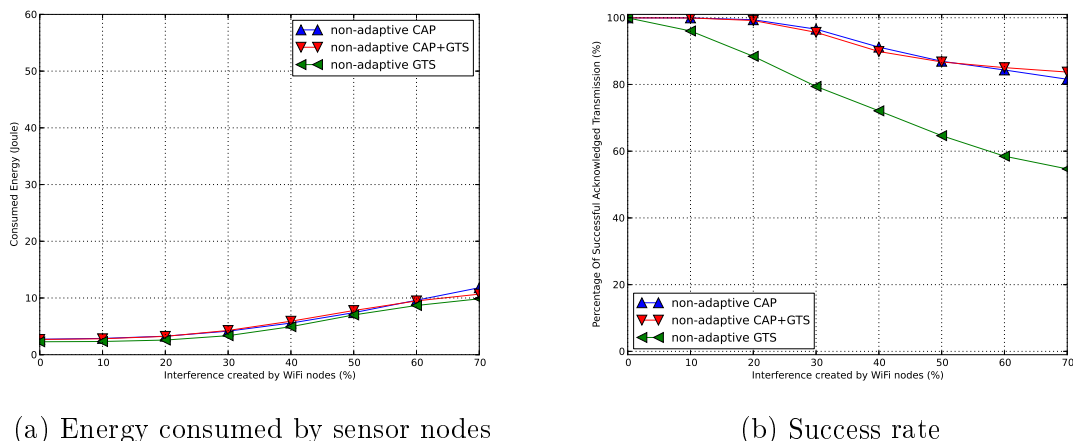 60
50
40
30
20
10
0
0 10 20 30 40 50 60 70
Consumed Energy (Joule)
Interference created by WiFi nodes (%)
non-adaptive CAP
non-adaptive CAP+GTS
non-adaptive GTS
(a) Energy consumed by sensor nodes
100
80
60
40
20
0
0 10 20 30 40 50 60 70
Percentage Of Successful Acknowledged Transmission (%)
Interference created by WiFi nodes (%)
non-adaptive CAP
non-adaptive CAP+GTS
non-adaptive GTS
(b) Success rate